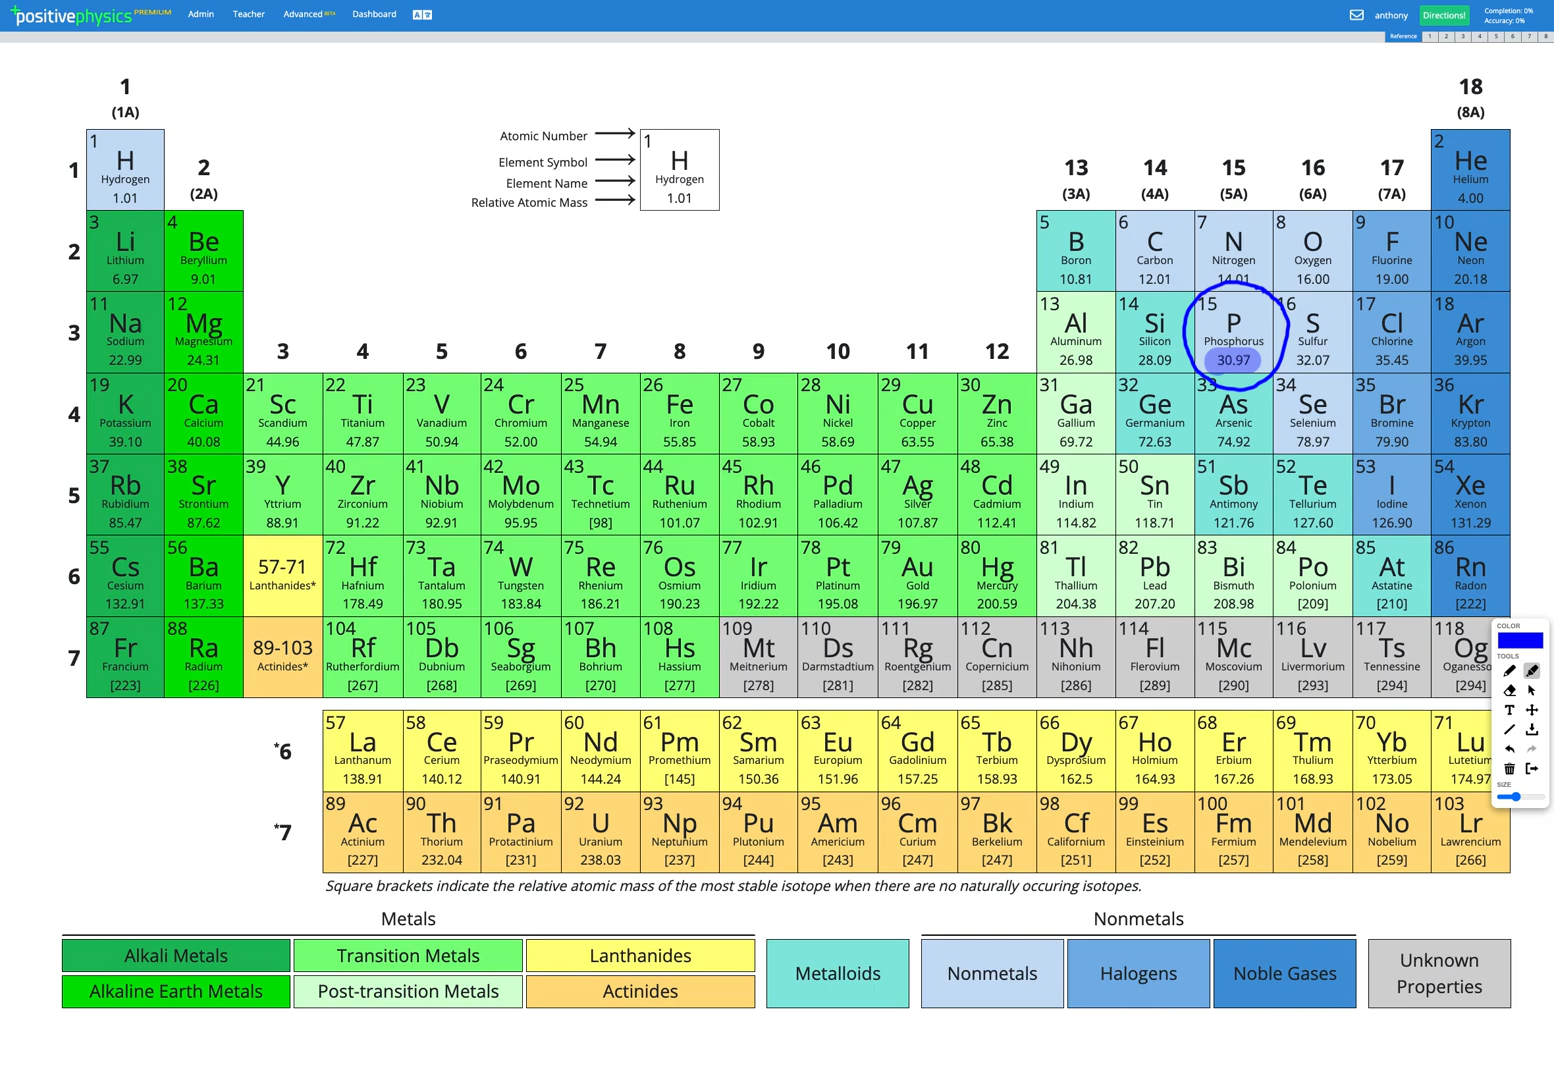 +positivephysics PREMIUM Admin Teacher Advanced BETA Dashboard A anthony Directions! Completion: 0%
Accuracy: 0%
Reference 1 2 3 4 5 6 7 8
1 18
(1A) (8A)
1 Atomic Number 1 2
H Element Symbol H He
Hydrogen Element Name Hydrogen Helium
1.01 Relative Atomic Mass 1.01 4.00
1 2 13 14 15 16 17
(2A) (3A) (4A) (5A) (6A) (7A)
3 4 5 6 7 8 9 10
2 Li Be B C N O F Ne
Lithium Beryllium Boron Carbon Nitrogen Oxygen Fluorine Neon
6.97 9.01 10.81 12.01 14.01 16.00 19.00 20.18
11 12 13 14 15 16 17 18
3 Na Mg Al Si P S Cl Ar
Sodium Magnesium Aluminum Silicon Phosphorus Sulfur Chlorine Argon
22.99 24.31 26.98 28.09 30.97 32.07 35.45 39.95
3 4 5 6 7 8 9 10 11 12
19 20 21 22 23 24 25 26 27 28 29 30 31 32 33 34 35 36
4 K Ca Sc Ti V Cr Mn Fe Co Ni Cu Zn Ga Ge As Se Br Kr
Potassium Calcium Scandium Titanium Vanadium Chromium Manganese Iron Cobalt Nickel Copper Zinc Gallium Germanium Arsenic Selenium Bromine Krypton
39.10 40.08 44.96 47.87 50.94 52.00 54.94 55.85 58.93 58.69 63.55 65.38 69.72 72.63 74.92 78.97 79.90 83.80
37 38 39 40 41 42 43 44 45 46 47 48 49 50 51 52 53 54
5 Rb Sr Y Zr Nb Mo Tc Ru Rh Pd Ag Cd In Sn Sb Te I Xe
Rubidium Strontium Yttrium Zirconium Niobium Molybdenum Technetium Ruthenium Rhodium Palladium Silver Cadmium Indium Tin Antimony Tellurium Iodine Xenon
85.47 87.62 88.91 91.22 92.91 95.95 [98] 101.07 102.91 106.42 107.87 112.41 114.82 118.71 121.76 127.60 126.90 131.29
55 56 57-71 72 73 74 75 76 77 78 79 80 81 82 83 84 85 86
6 Cs Ba Lanthanides* Hf Ta W Re Os Ir Pt Au Hg Tl Pb Bi Po At Rn
Cesium Barium Hafnium Tantalum Tungsten Rhenium Osmium Iridium Platinum Gold Mercury Thallium Lead Bismuth Polonium Astatine Radon
132.91 137.33 178.49 180.95 183.84 186.21 190.23 192.22 195.08 196.97 200.59 204.38 207.20 208.98 [209] [210] [222]
87 88 89-103 104 105 106 107 108 109 110 111 112 113 114 115 116 117 118
7 Fr Ra Actinides* Rf Db Sg Bh Hs Mt Ds Rg Cn Nh Fl Mc Lv Ts Og
Francium Radium Rutherfordium Dubnium Seaborgium Bohrium Hassium Meitnerium Darmstadtium Roentgenium Copernicium Nihonium Flerovium Moscovium Livermorium Tennessine Oganesso
[223] [226] [267] [268] [269] [270] [277] [278] [281] [282] [285] [286] [289] [290] [293] [294] [294]
57 58 59 60 61 62 63 64 65 66 67 68 69 70 71
*6 La Ce Pr Nd Pm Sm Eu Gd Tb Dy Ho Er Tm Yb Lu
Lanthanum Cerium Praseodymium Neodymium Promethium Samarium Europium Gadolinium Terbium Dysprosium Holmium Erbium Thulium Ytterbium Lutetium
138.91 140.12 140.91 144.24 [145] 150.36 151.96 157.25 158.93 162.5 164.93 167.26 168.93 173.05 174.97
89 90 91 92 93 94 95 96 97 98 99 100 101 102 103
*7 Ac Th Pa U Np Pu Am Cm Bk Cf Es Fm Md No Lr
Actinium Thorium Protactinium Uranium Neptunium Plutonium Americium Curium Berkelium Californium Einsteinium Fermium Mendelevium Nobelium Lawrencium
[227] 232.04 [231] 238.03 [237] [244] [243] [247] [247] [251] [252] [257] [258] [259] [266]
COLOR
TOOLS
T
SIZE
Square brackets indicate the relative atomic mass of the most stable isotope when there are no naturally occuring isotopes.
Metals Nonmetals
Alkali Metals Transition Metals Lanthanides Metalloids Nonmetals Halogens Noble Gases Unknown Properties
Alkaline Earth Metals Post-transition Metals Actinides